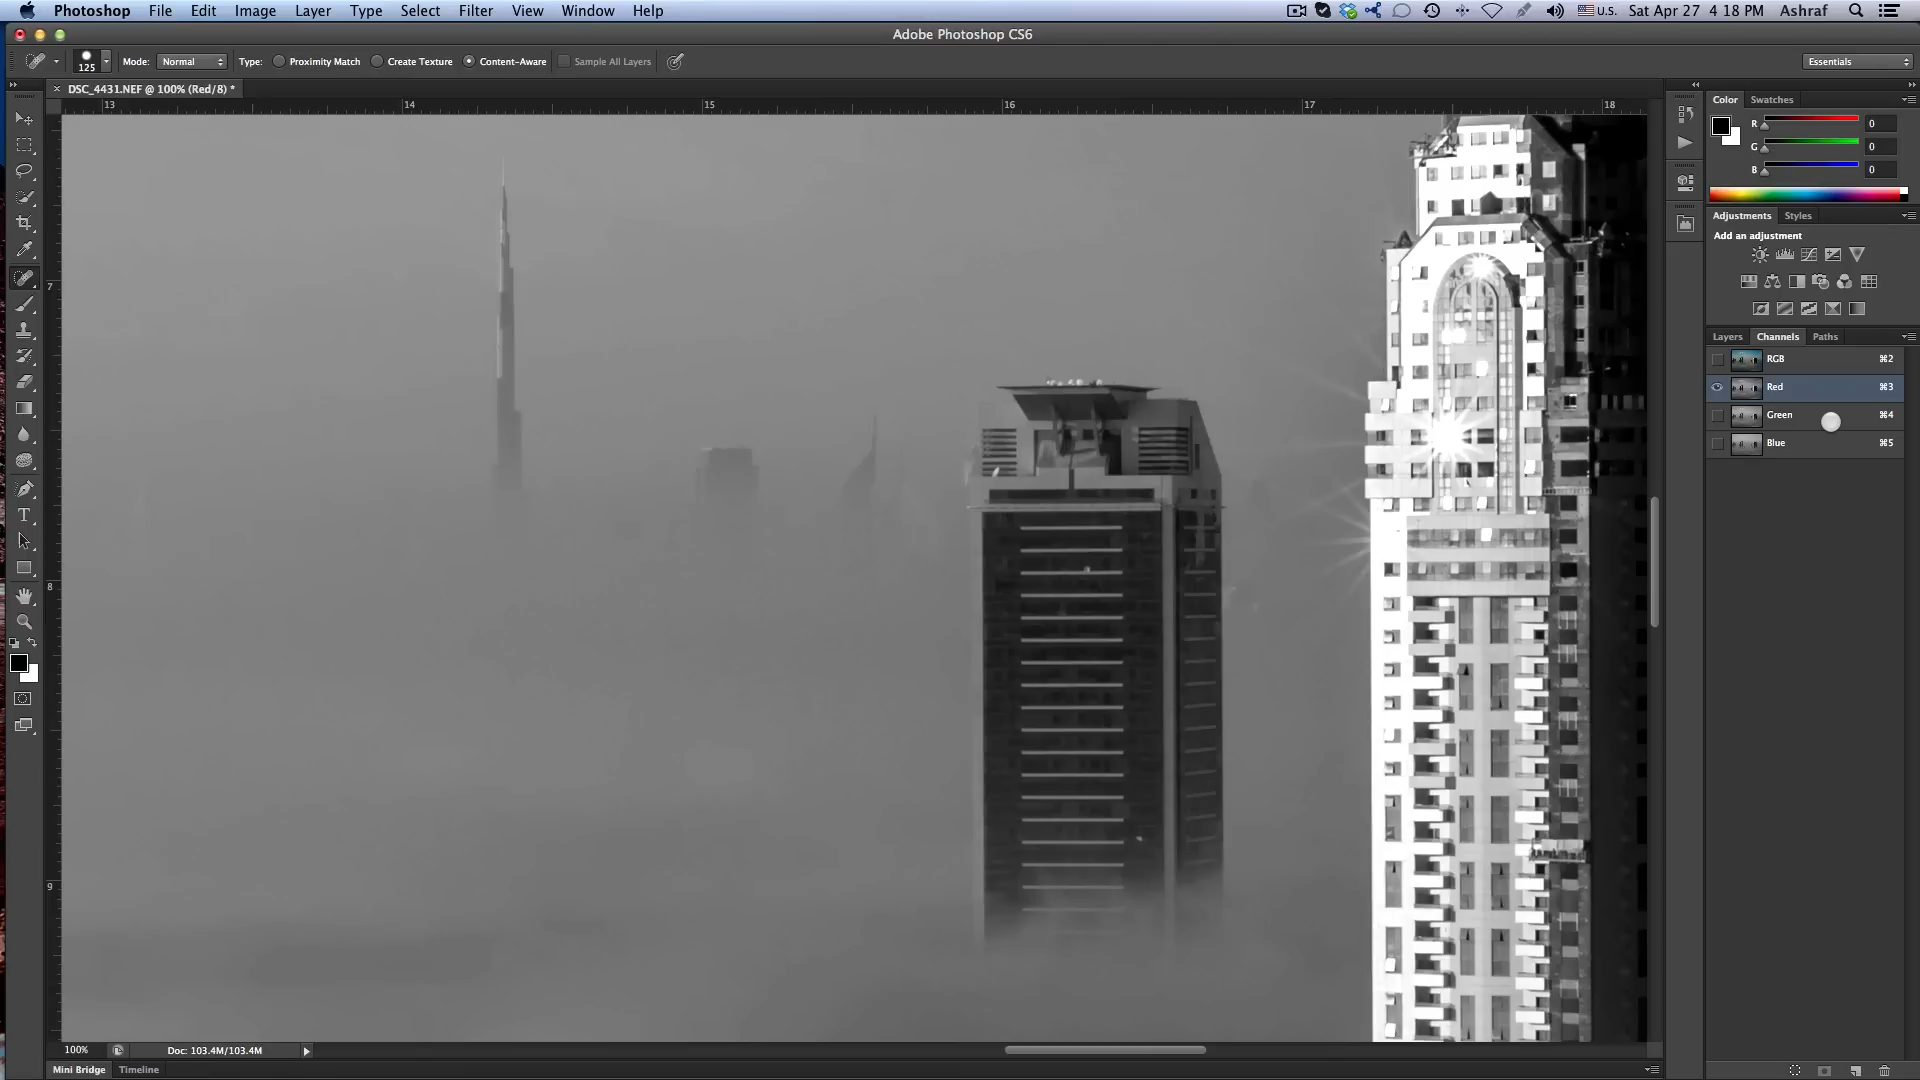 Photoshop File Edit Image Layer Type Select Filter View Window Help U.S. Sat Apr 27 4:18 PM Ashraf
Adobe Photoshop CS6
125 Mode: Normal Type: Proximity Match Create Texture Content-Aware Sample All Layers Essentials
× DSC_4431.NEF @ 100% (Red/8) *
13 14 15 16 17 18
7
8
9
Color Swatches
R 0
G 0
B 0
Adjustments Styles
Add an adjustment
Layers Channels Paths
RGB ⌘2
Red ⌘3
Green ⌘4
Blue ⌘5
T
100% Doc: 103.4M/103.4M
Mini Bridge Timeline